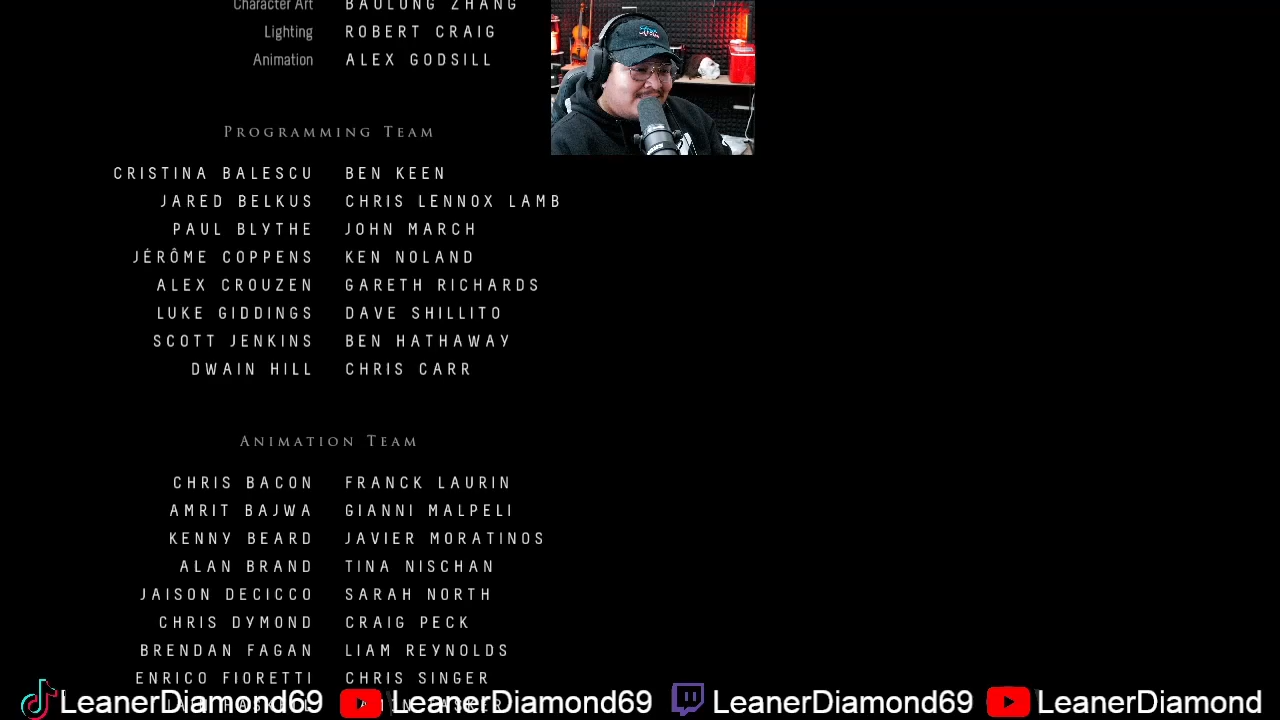 Character Art BAOLONG ZHANG
Lighting ROBERT CRAIG
Animation ALEX GODSILL
PROGRAMMING TEAM
CRISTINA BALESCU BEN KEEN
JARED BELKUS CHRIS LENNOX LAMB
PAUL BLYTHE JOHN MARCH
JÉRÔME COPPENS KEN NOLAND
ALEX CROUZEN GARETH RICHARDS
LUKE GIDDINGS DAVE SHILLITO
SCOTT JENKINS BEN HATHAWAY
DWAIN HILL CHRIS CARR
ANIMATION TEAM
CHRIS BACON FRANCK LAURIN
AMRIT BAJWA GIANNI MALPELI
KENNY BEARD JAVIER MORATINOS
ALAN BRAND TINA NISCHAN
JAISON DECICCO SARAH NORTH
CHRIS DYMOND CRAIG PECK
BRENDAN FAGAN LIAM REYNOLDS
ENRICO FIORETTI CHRIS SINGER
LeanerDiamond69 LeanerDiamond69 LeanerDiamond69 LeanerDiamond